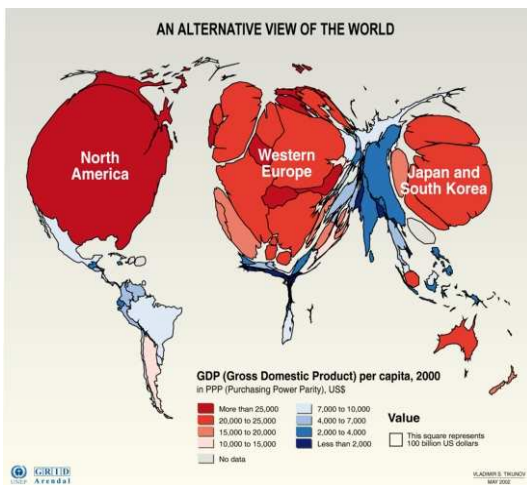 AN ALTERNATIVE VIEW OF THE WORLD
North
America
Western
Europe
Japan and
South Korea
GDP (Gross Domestic Product) per capita, 2000
in PPP (Purchasing Power Parity), US$
More than 25,000
20,000 to 25,000
15,000 to 20,000
10,000 to 15,000
No data
7,000 to 10,000
4,000 to 7,000
2,000 to 4,000
Less than 2,000
Value
This square represents
100 billion US dollars
UNEP
GRID
Arendal
VLADIMIR S. TIKUNOV
MAY 2002